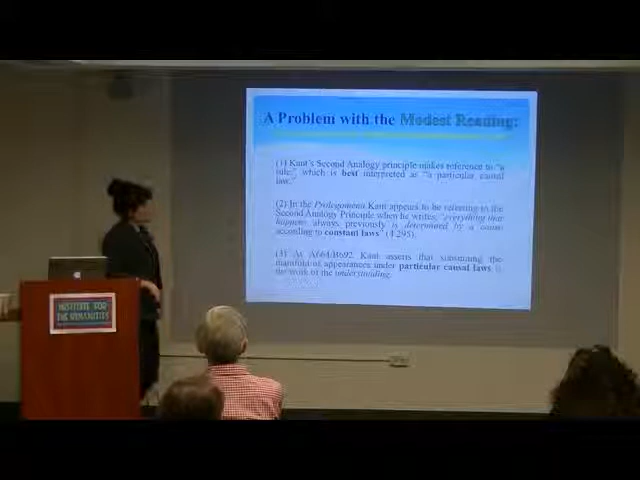 A Problem with the Modest Reading:
(1) Kant's Second Analogy principle makes reference to "a
rule," which is best interpreted as "a particular causal
law."
(2) In the Prolegomena Kant appears to be referring to the
Second Analogy Principle when he writes, "everything that
happens always previously is determined by a cause
according to constant laws" (4:295).
(3) At A664/B692 Kant asserts that subsuming the
manifold of appearances under particular causal laws is
the work of the understanding.
INSTITUTE FOR
THE HUMANITIES